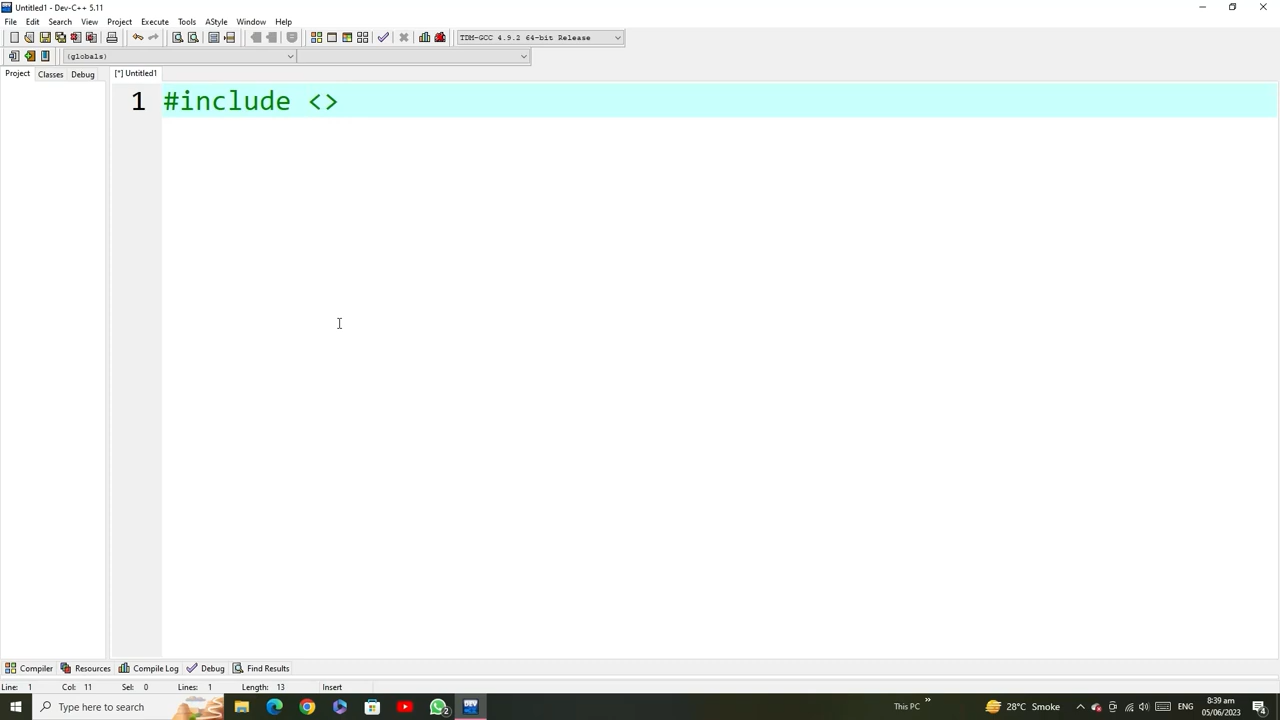 Untitled1 - Dev-C++ 5.11
File Edit Search View Project Execute Tools AStyle Window Help
TDM-GCC 4.9.2 64-bit Release
(globals)
Project Classes Debug [*] Untitled1
1 #include <>
Compiler Resources Compile Log Debug Find Results
Line: 1 Col: 11 Sel: 0 Lines: 1 Length: 13 Insert
Type here to search 2 DEV This PC » 28°C Smoke ENG 8:39 am 4
05/06/2023